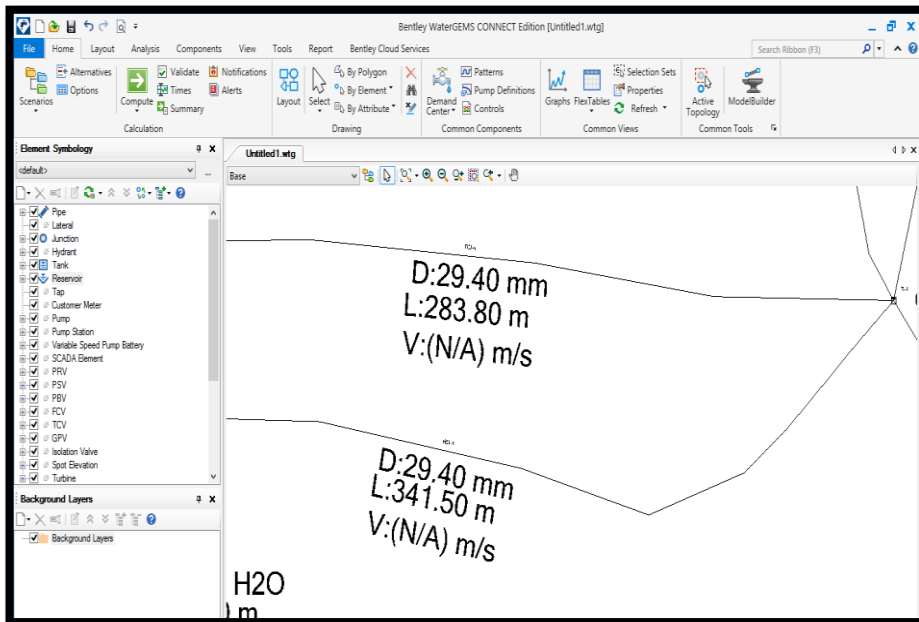 Bentley WaterGEMS CONNECT Edition [Untitled1.wtg]
File Home Layout Analysis Components View Tools Report Bentley Cloud Services Search Ribbon (F3)
Scenarios
Alternatives
Options
Compute
Validate
Times
Summary
Notifications
Alerts
Calculation
Layout
Select
By Polygon
By Element
By Attribute
Drawing
Demand Center
Patterns
Pump Definitions
Controls
Common Components
Graphs
FlexTables
Selection Sets
Properties
Refresh
Common Views
Active Topology
ModelBuilder
Common Tools
Element Symbology
<default>
...
Pipe
Lateral
Junction
Hydrant
Tank
Reservoir
Tap
Customer Meter
Pump
Pump Station
Variable Speed Pump Battery
SCADA Element
PRV
PSV
PBV
FCV
TCV
GPV
Isolation Valve
Spot Elevation
Turbine
Background Layers
Background Layers
Untitled1.wtg
Base
D:29.40 mm
L:283.80 m
V:(N/A) m/s
D:29.40 mm
L:341.50 m
V:(N/A) m/s
H2O
m